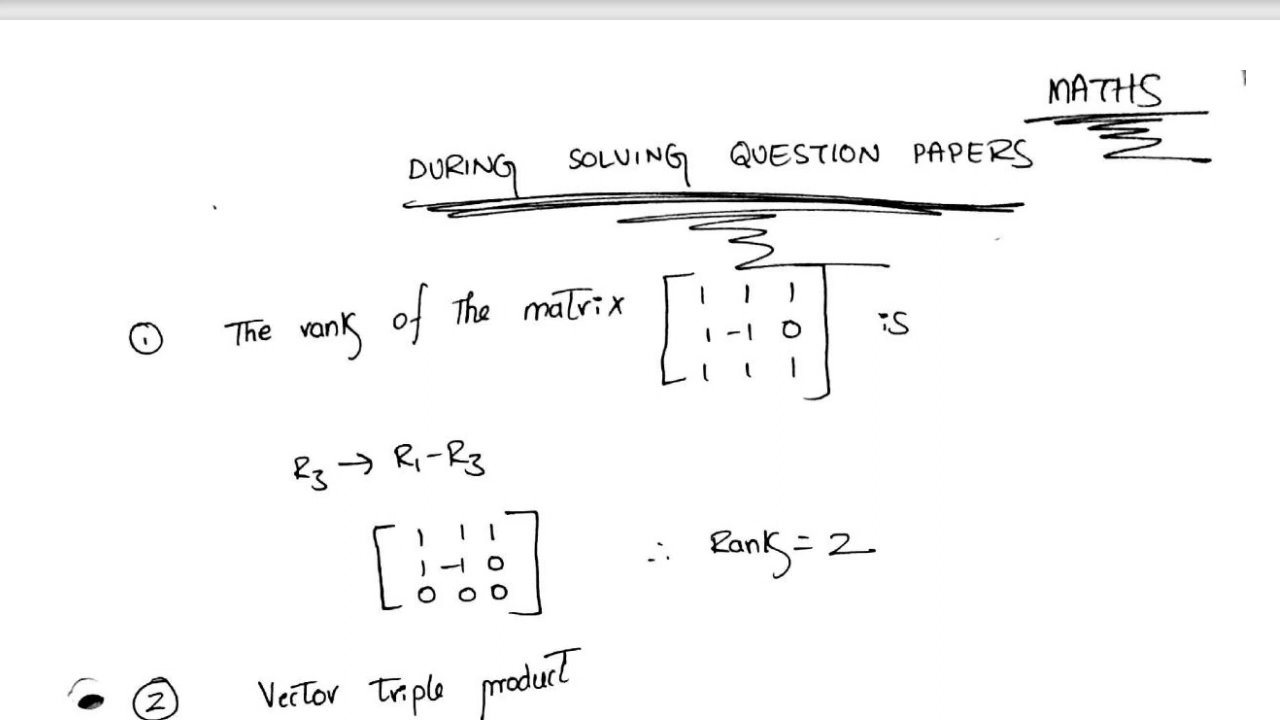 MATHS
DURING SOLVING QUESTION PAPERS
① The rank of the matrix [ 1 1 1
1 -1 0
1 1 1 ] is
R₃ → R₁-R₃
[ 1 1 1
1 -1 0
0 0 0 ] ∴ Rank = 2
② Vector triple product